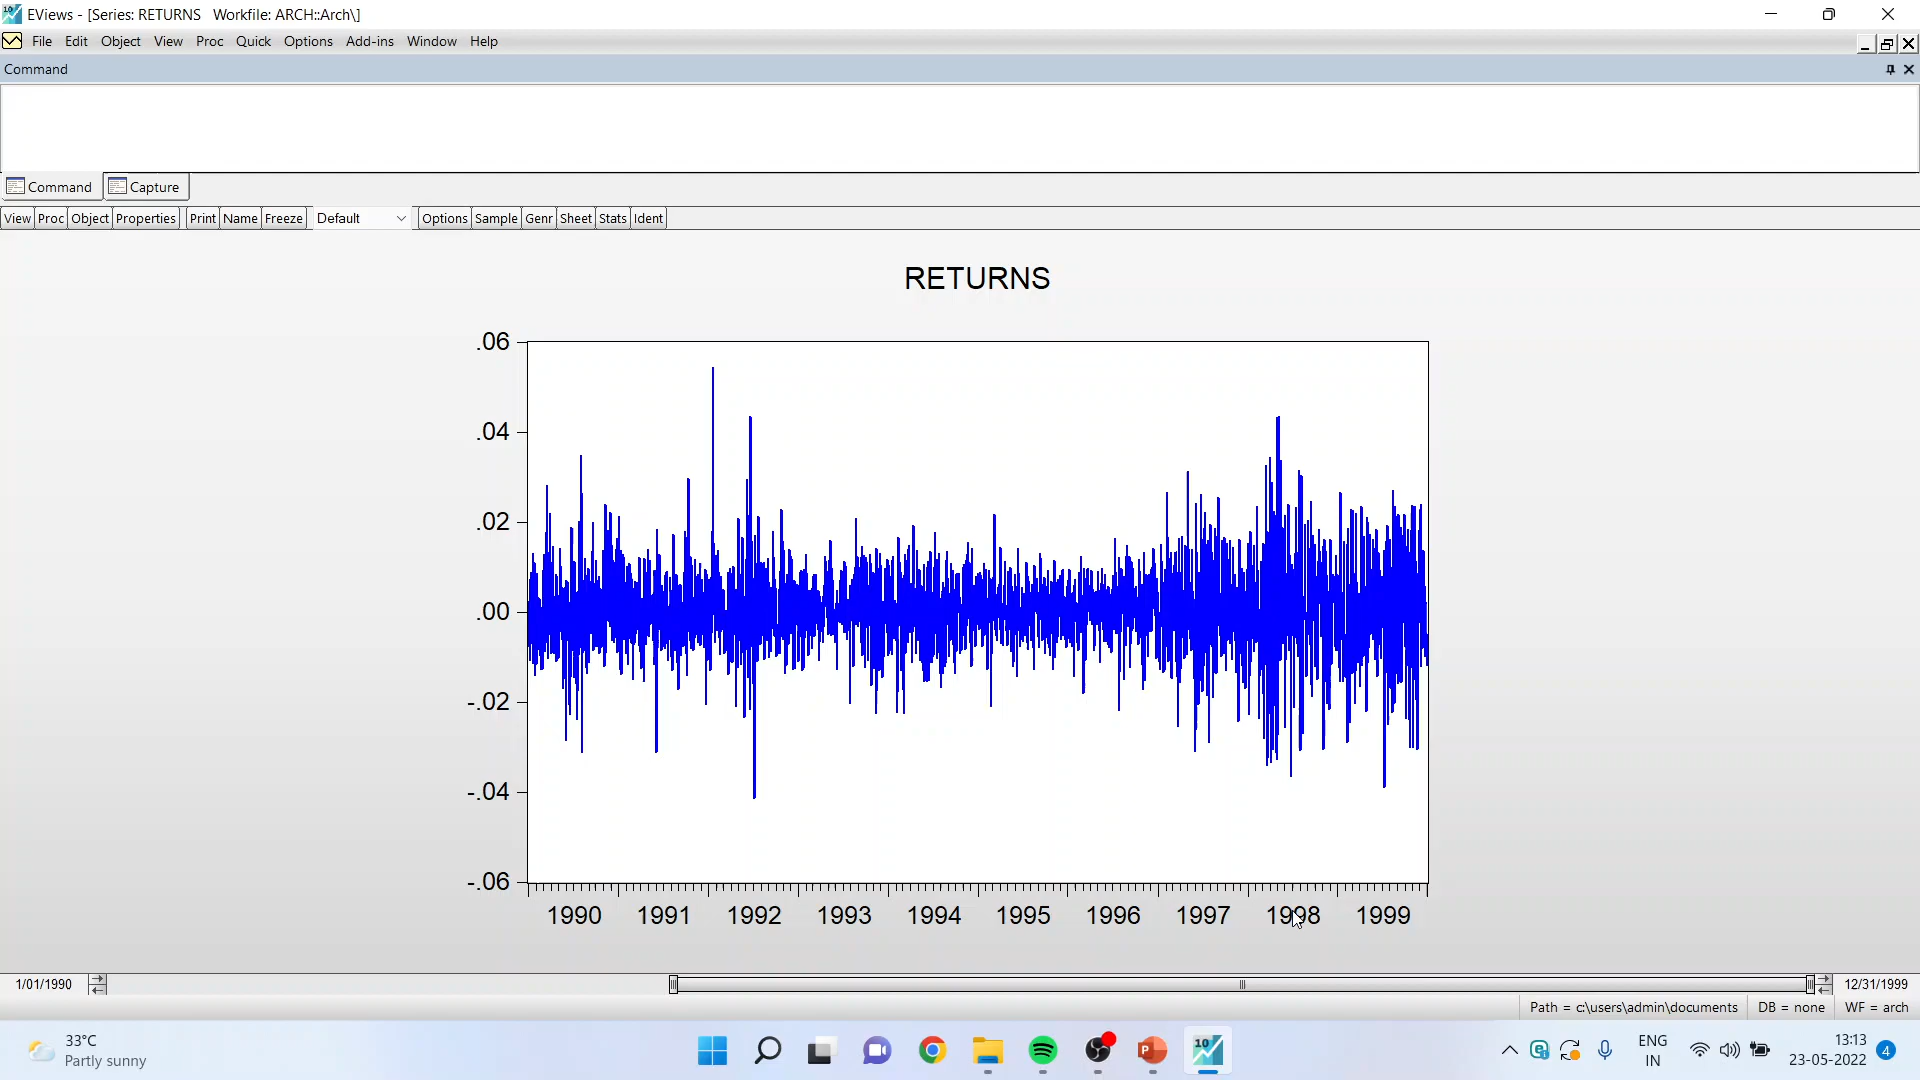 EViews - [Series: RETURNS Workfile: ARCH::Arch\]
File Edit Object View Proc Quick Options Add-ins Window Help
Command
Command Capture
View Proc Object Properties Print Name Freeze Default Options Sample Genr Sheet Stats Ident
RETURNS
.06
.04
.02
.00
-.02
-.04
-.06
1990 1991 1992 1993 1994 1995 1996 1997 1998 1999
1/01/1990 12/31/1999
Path = c:\users\admin\documents DB = none WF = arch
33°C
Partly sunny
10
ENG
IN
13:13
23-05-2022
4